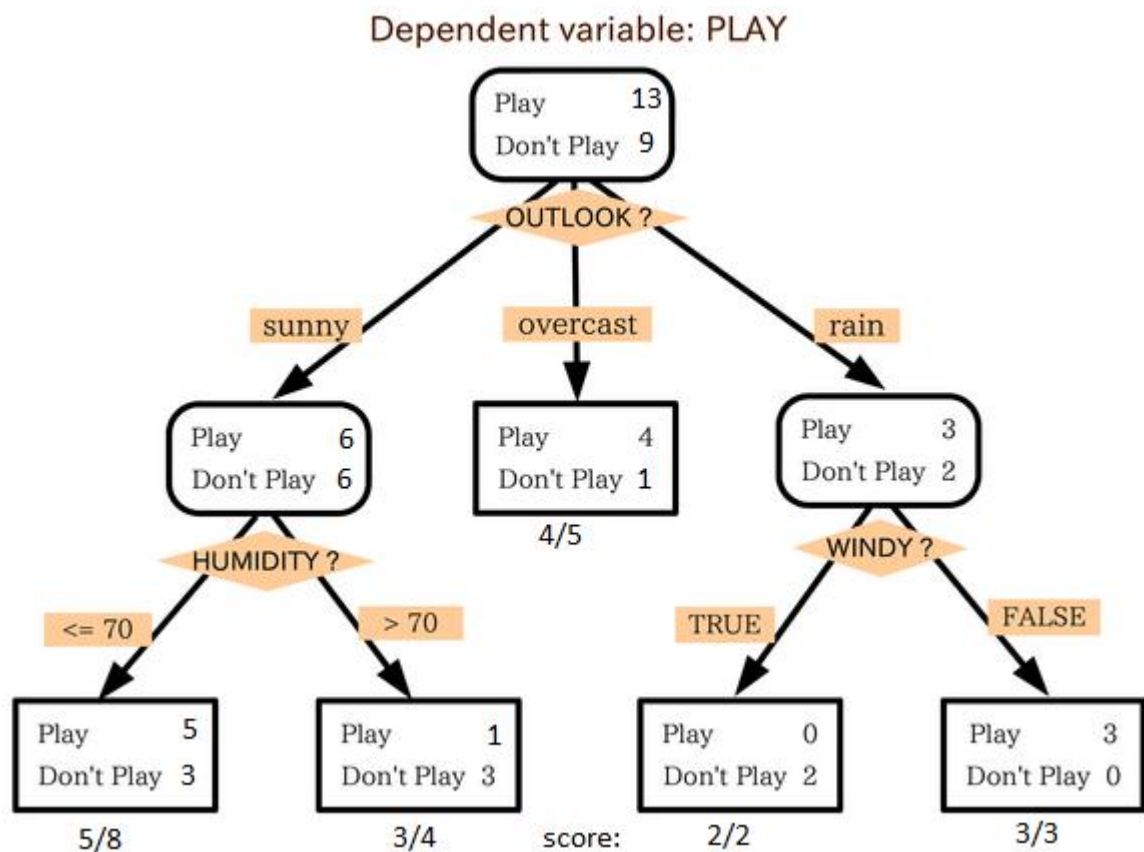 Dependent variable: PLAY
Play 13
Don't Play 9
OUTLOOK ?
sunny
overcast
rain
Play 6
Don't Play 6
Play 4
Don't Play 1
4/5
Play 3
Don't Play 2
HUMIDITY ?
WINDY ?
<= 70
> 70
TRUE
FALSE
Play 5
Don't Play 3
Play 1
Don't Play 3
Play 0
Don't Play 2
Play 3
Don't Play 0
5/8
3/4
score:
2/2
3/3